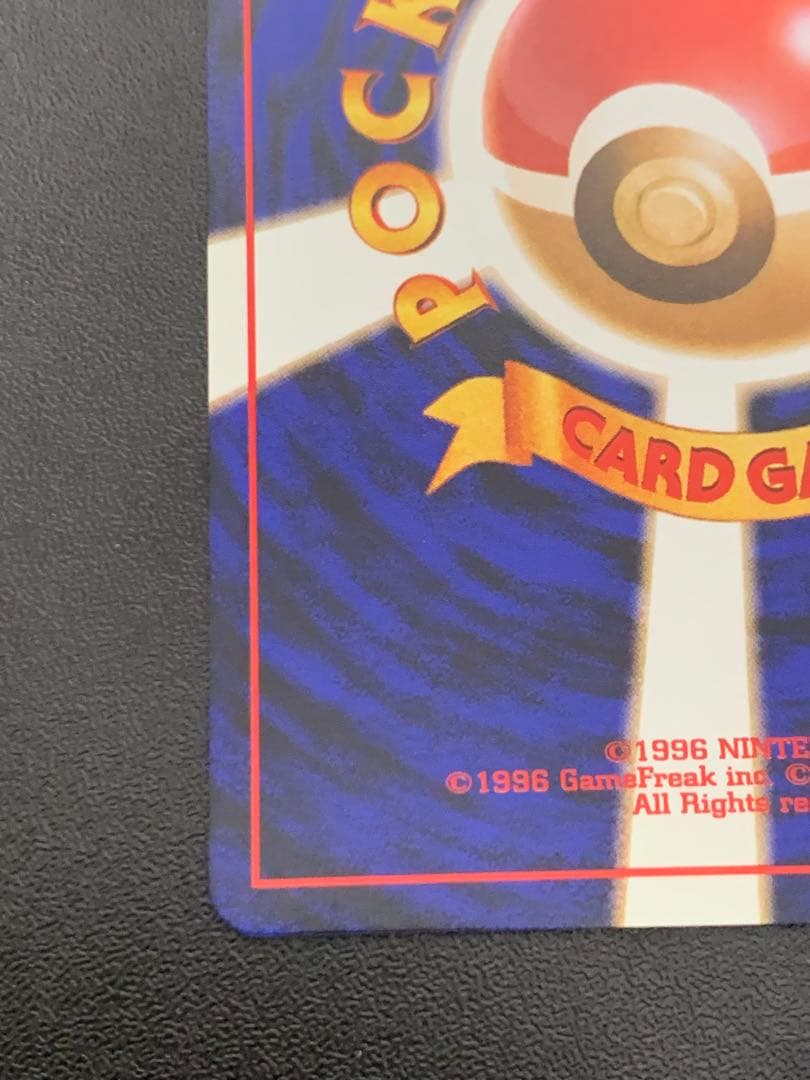 POCK
CARD GA
©1996 NINTE
©1996 GameFreak inc. ©
All Rights re